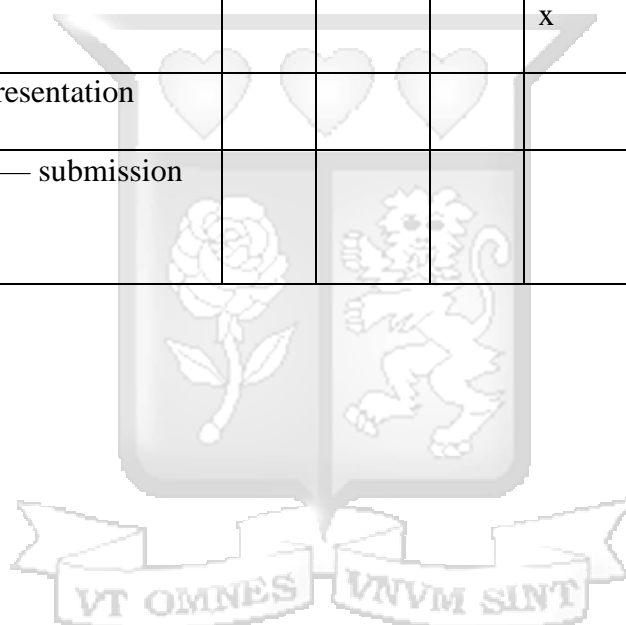 x
resentation
— submission
VT OMNES VNVM SINT